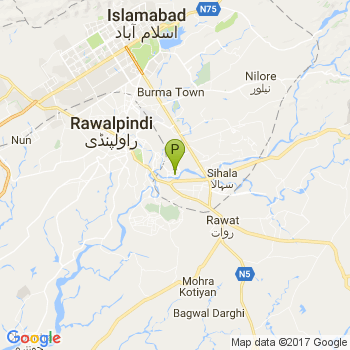 Islamabad
اسلام آباد
N75
Burma Town
Nilore
نیلور
Rawalpindi
راولپنڈی
Nun
P
Sihala
سہالا
Rawat
روات
N5
Mohra
Kotiyan
Bagwal Darghi
Google
Map data ©2017 Google